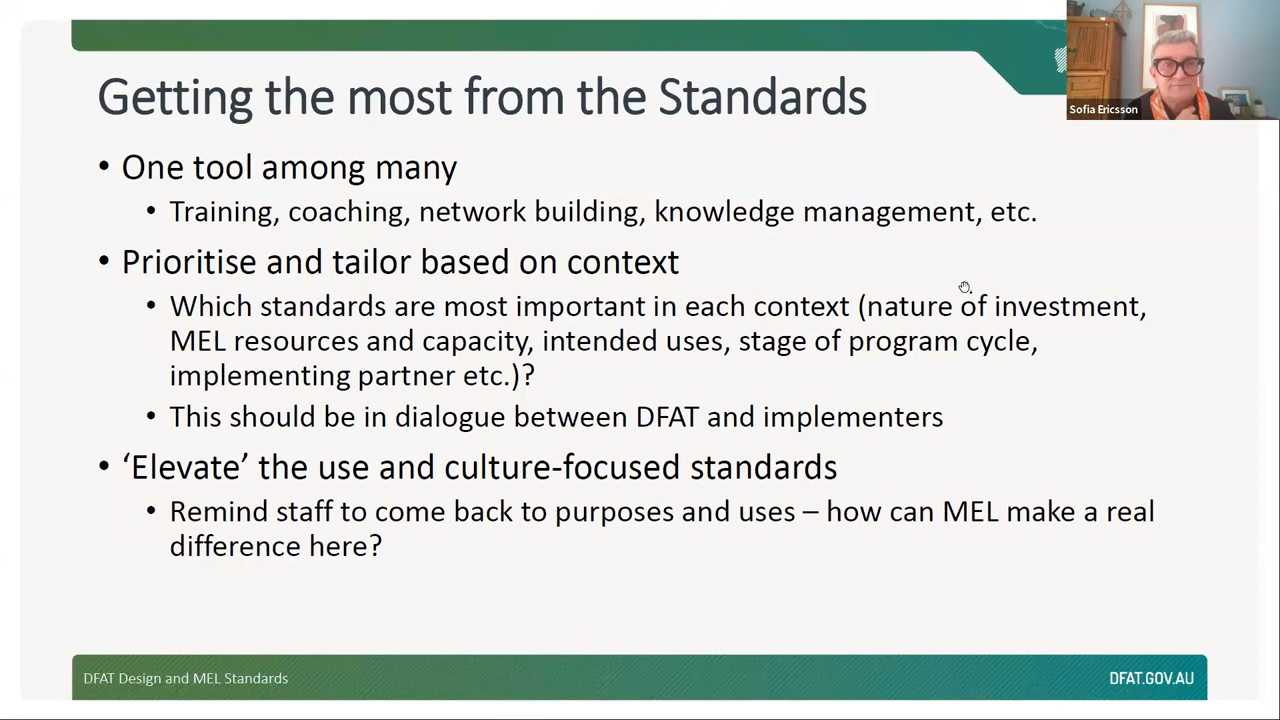 Getting the most from the Standards
Sofia Ericsson
• One tool among many
• Training, coaching, network building, knowledge management, etc.
• Prioritise and tailor based on context
• Which standards are most important in each context (nature of investment,
MEL resources and capacity, intended uses, stage of program cycle,
implementing partner etc.)?
• This should be in dialogue between DFAT and implementers
• ‘Elevate’ the use and culture-focused standards
• Remind staff to come back to purposes and uses – how can MEL make a real
difference here?
DFAT Design and MEL Standards
DFAT.GOV.AU